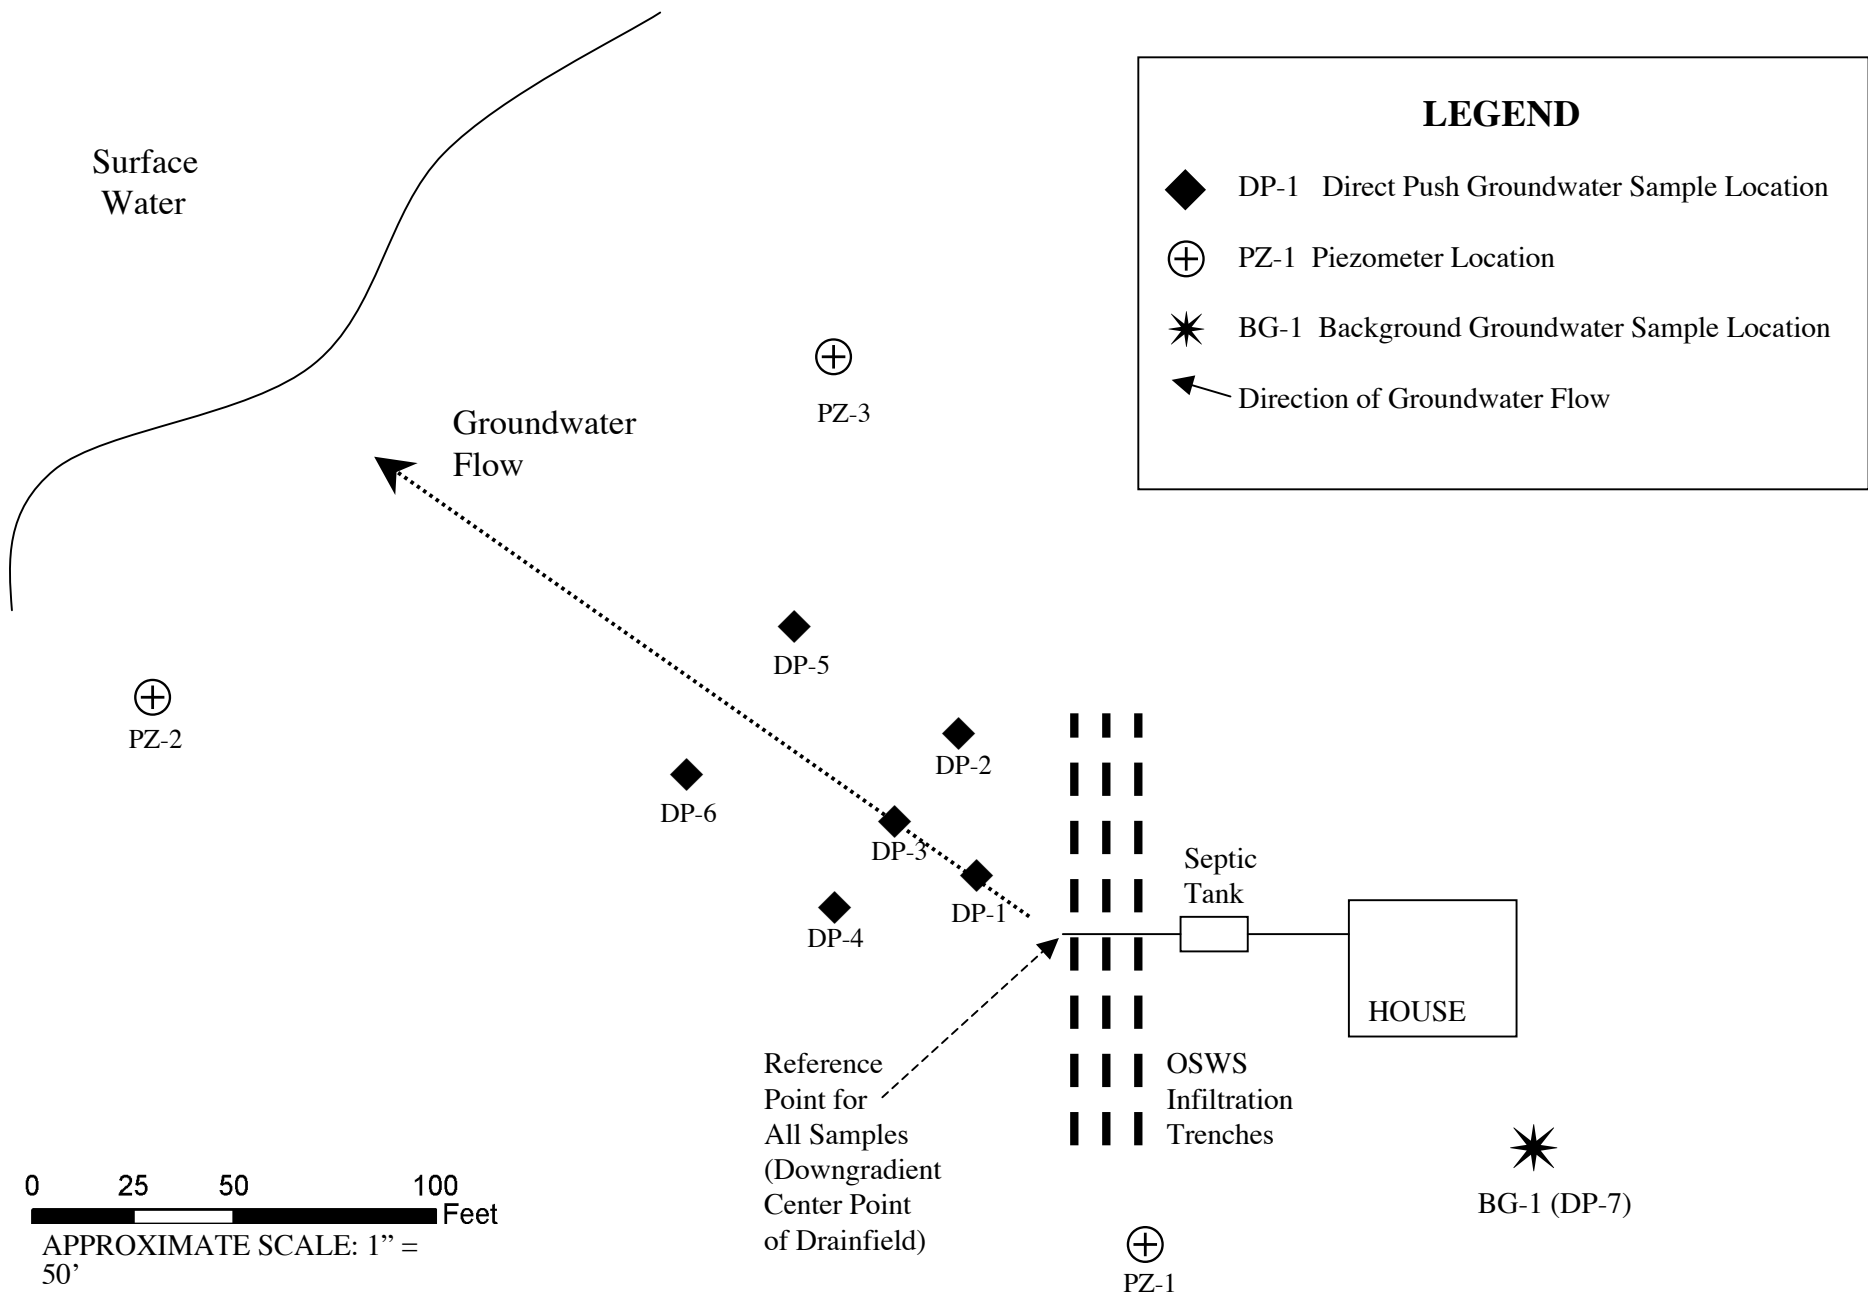 Surface
Water
LEGEND
DP-1 Direct Push Groundwater Sample Location
PZ-1 Piezometer Location
BG-1 Background Groundwater Sample Location
Direction of Groundwater Flow
PZ-3
Groundwater
Flow
DP-5
PZ-2
DP-2
DP-6
DP-3
DP-1
DP-4
Septic
Tank
HOUSE
Reference
Point for
All Samples
(Downgradient
Center Point
of Drainfield)
OSWS
Infiltration
Trenches
BG-1 (DP-7)
PZ-1
0 25 50 100
Feet
APPROXIMATE SCALE: 1” =
50’